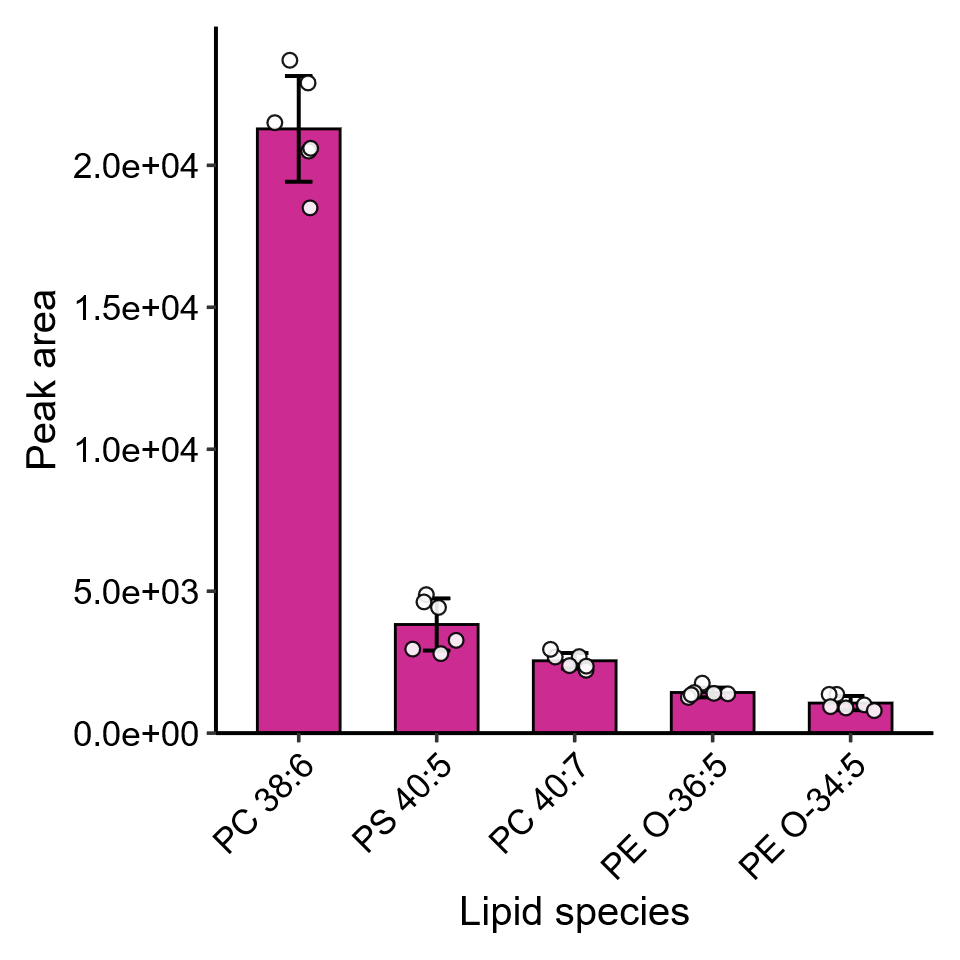 Peak area
2.0e+04
1.5e+04
1.0e+04
5.0e+03
0.0e+00
PC 38:6
PS 40:5
PC 40:7
PE O-36:5
PE O-34:5
Lipid species